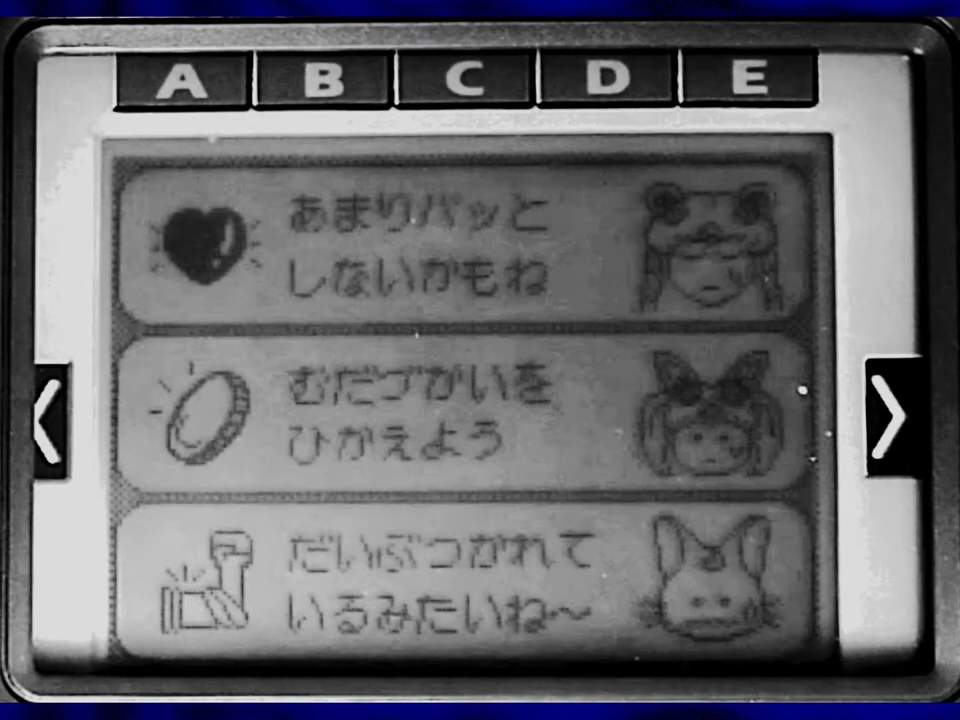 A B C D E
あまりパッと
しないかもね
むだづかいを
ひかえよう
だいぶつかれて
いるみたいね～